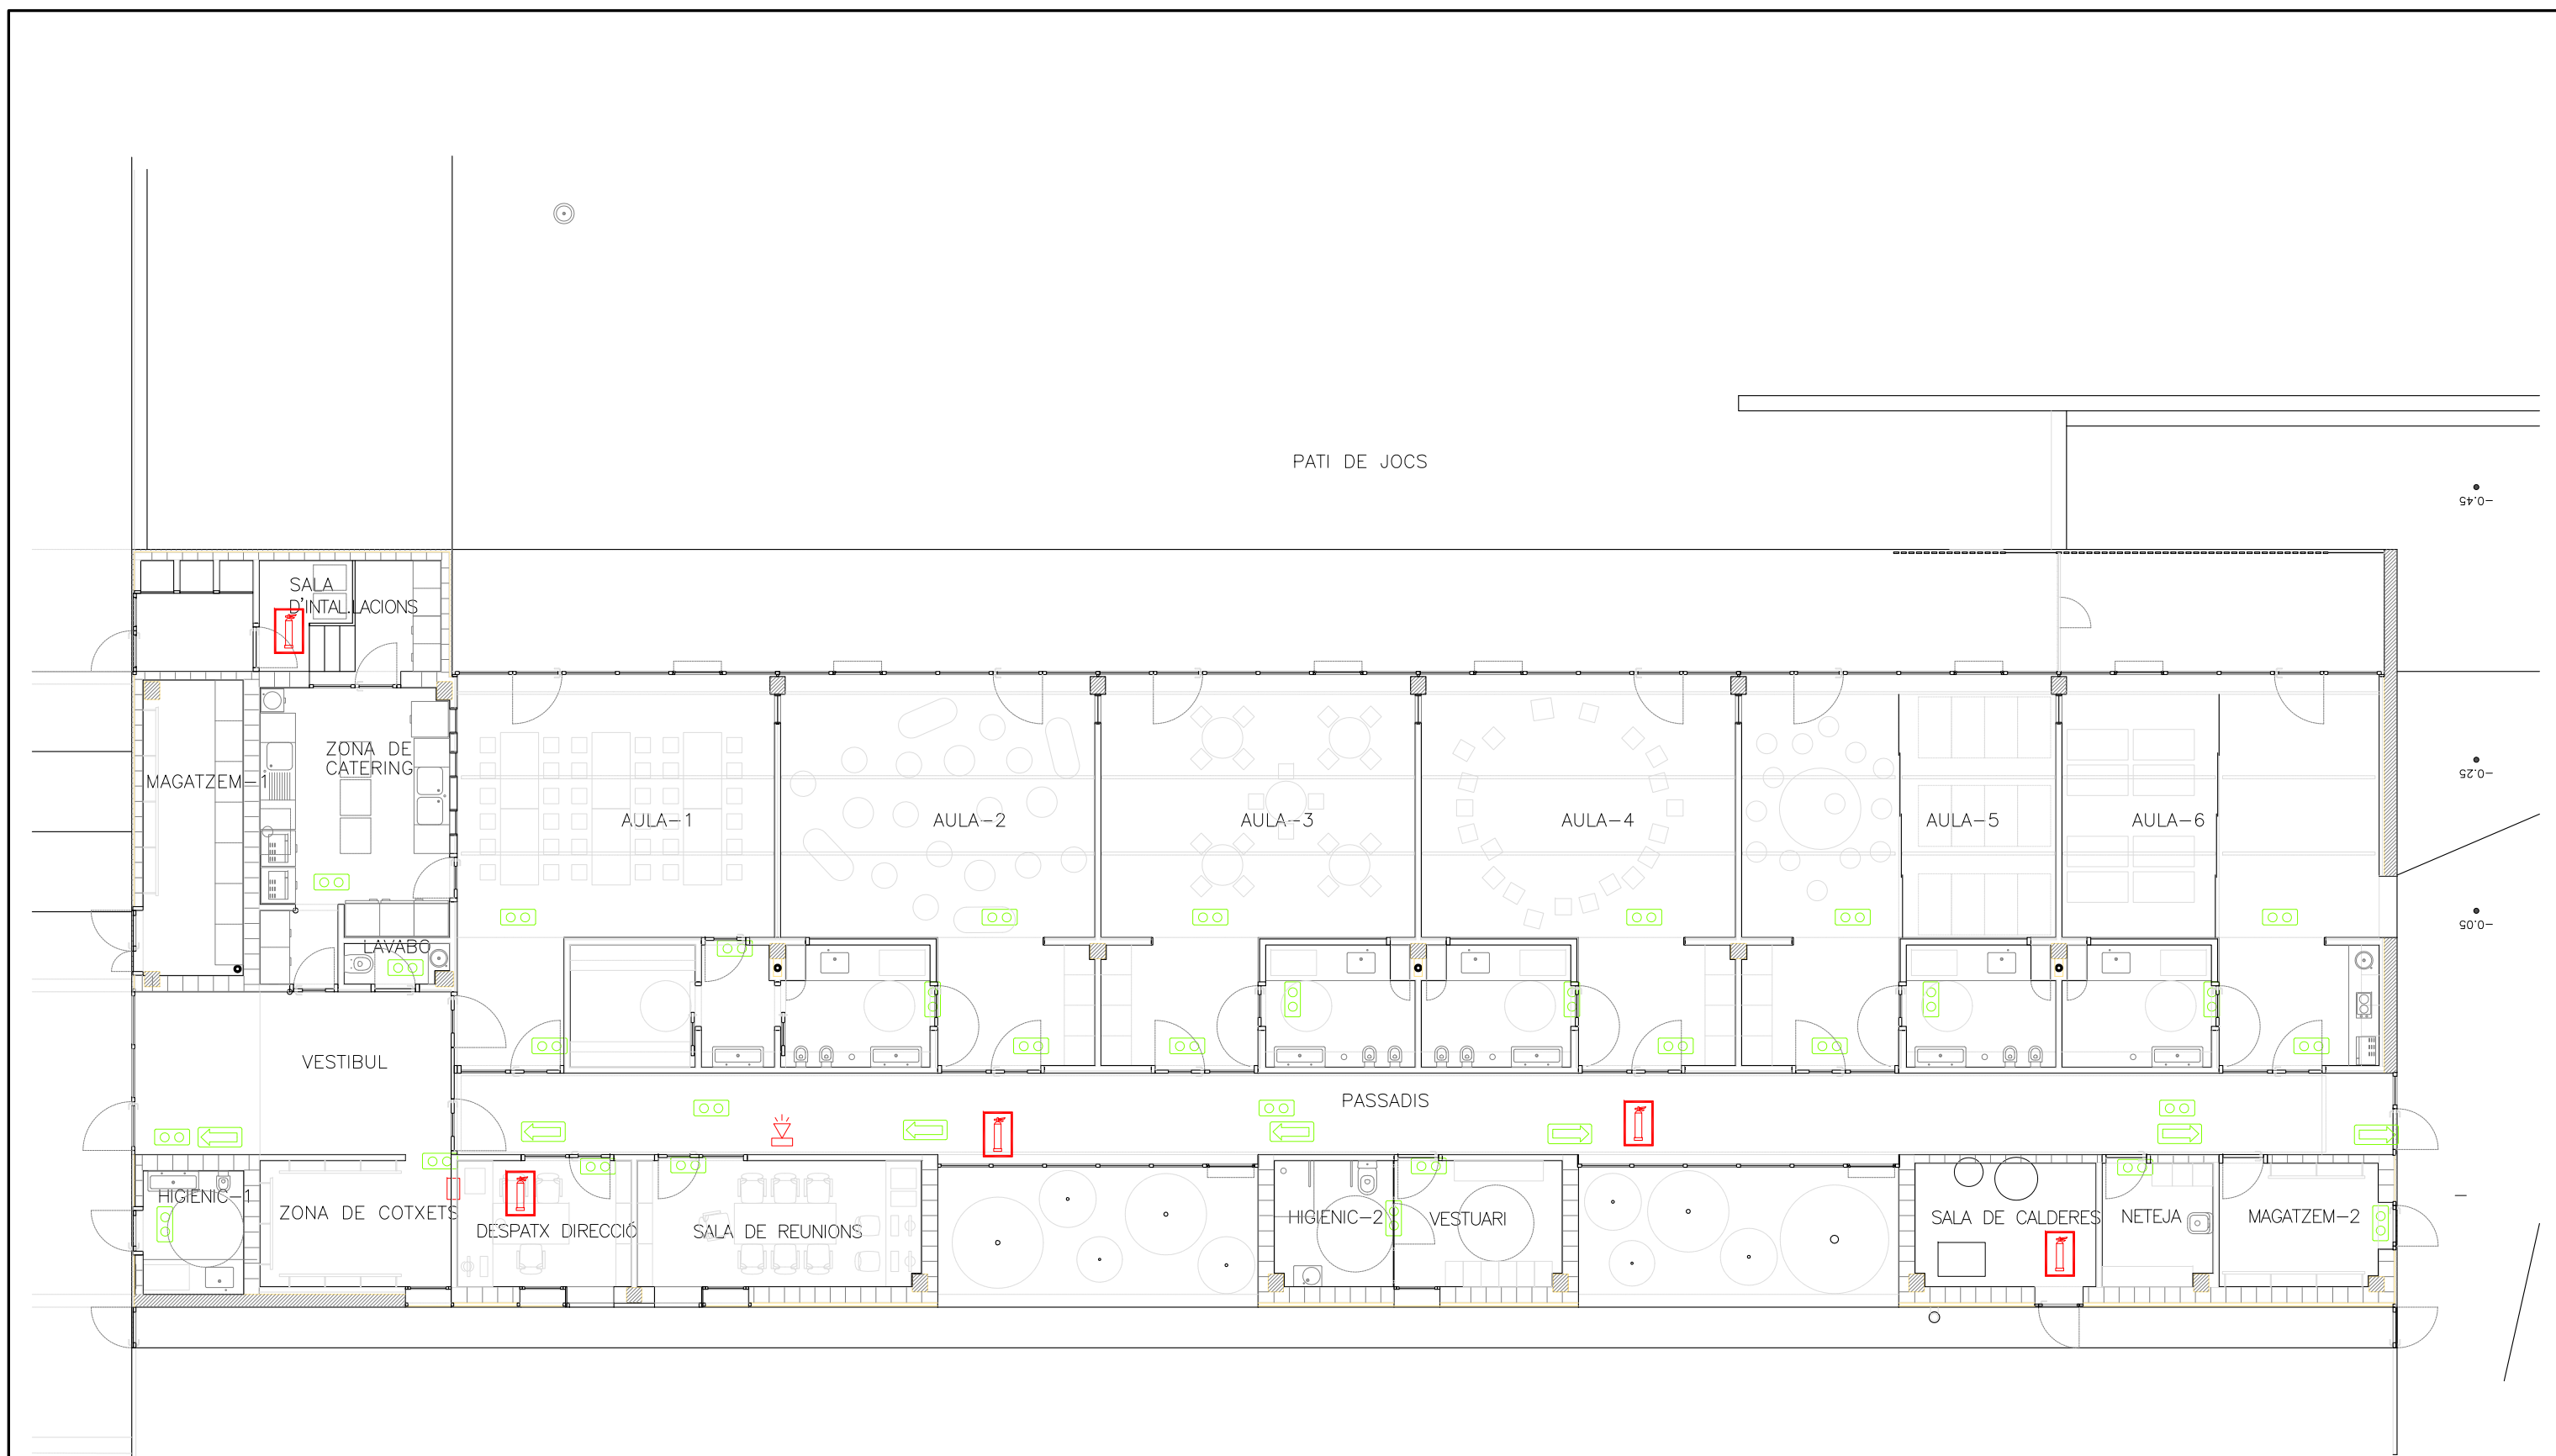 PATI DE JOCS
-0.45
SALA
D'INTAL.LACIONS
ZONA DE
CATERING
MAGATZEM-1
-0.25
AULA-1
AULA-2
AULA-3
AULA-4
AULA-5
AULA-6
-0.05
LAVABO
VESTIBUL
PASSADIS
HIGIENIC-1
ZONA DE COTXETS
DESPATX DIRECCIÓ
SALA DE REUNIONS
HIGIENIC-2
VESTUARI
SALA DE CALDERES
NETEJA
MAGATZEM-2